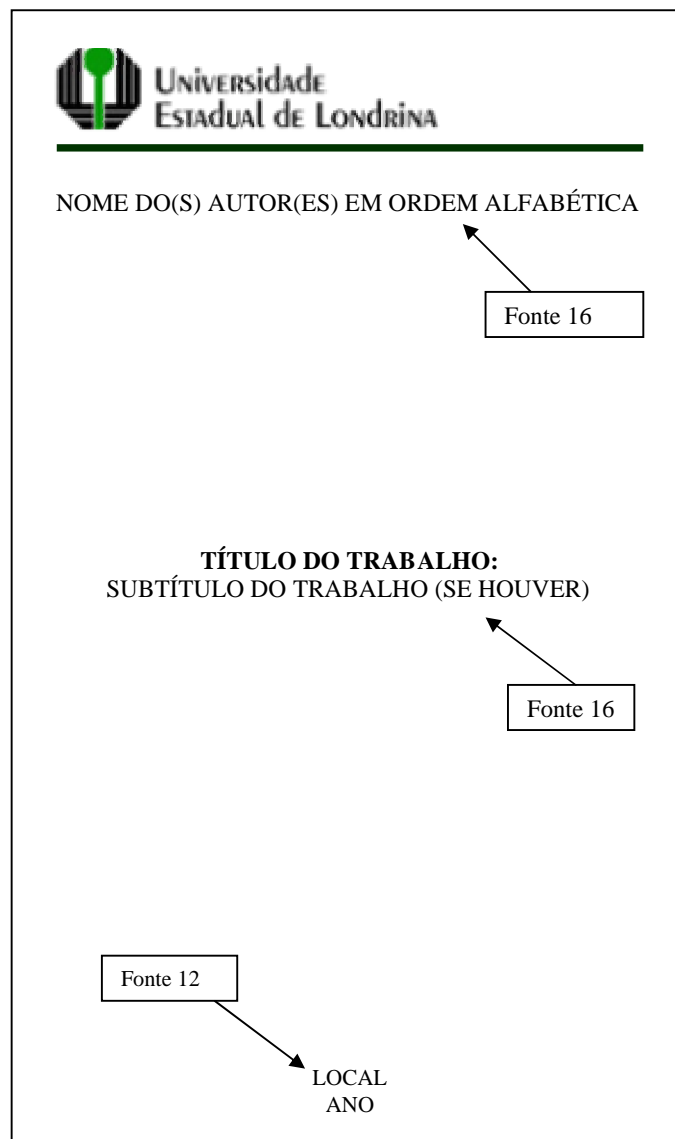 Universidade
Estadual de Londrina
NOME DO(S) AUTOR(ES) EM ORDEM ALFABÉTICA
Fonte 16
TÍTULO DO TRABALHO:
SUBTÍTULO DO TRABALHO (SE HOUVER)
Fonte 16
Fonte 12
LOCAL
ANO